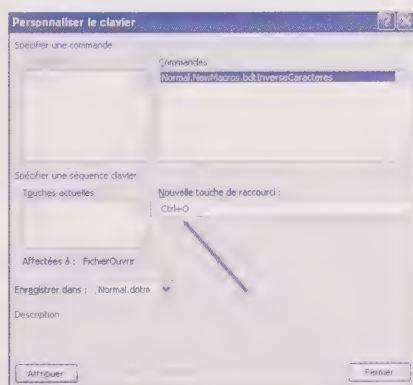 Personnaliser le clavier
Spécifier une commande
Commandes
Normal.NewMacros.bdtInverseCaracteres
Spécifier une séquence clavier
Touches actuelles
Nouvelle touche de raccourci :
Ctrl+O
Affectées à : FichierOuvrir
Enregistrer dans : Normal.dotm
Description
Attribuer
Fermer